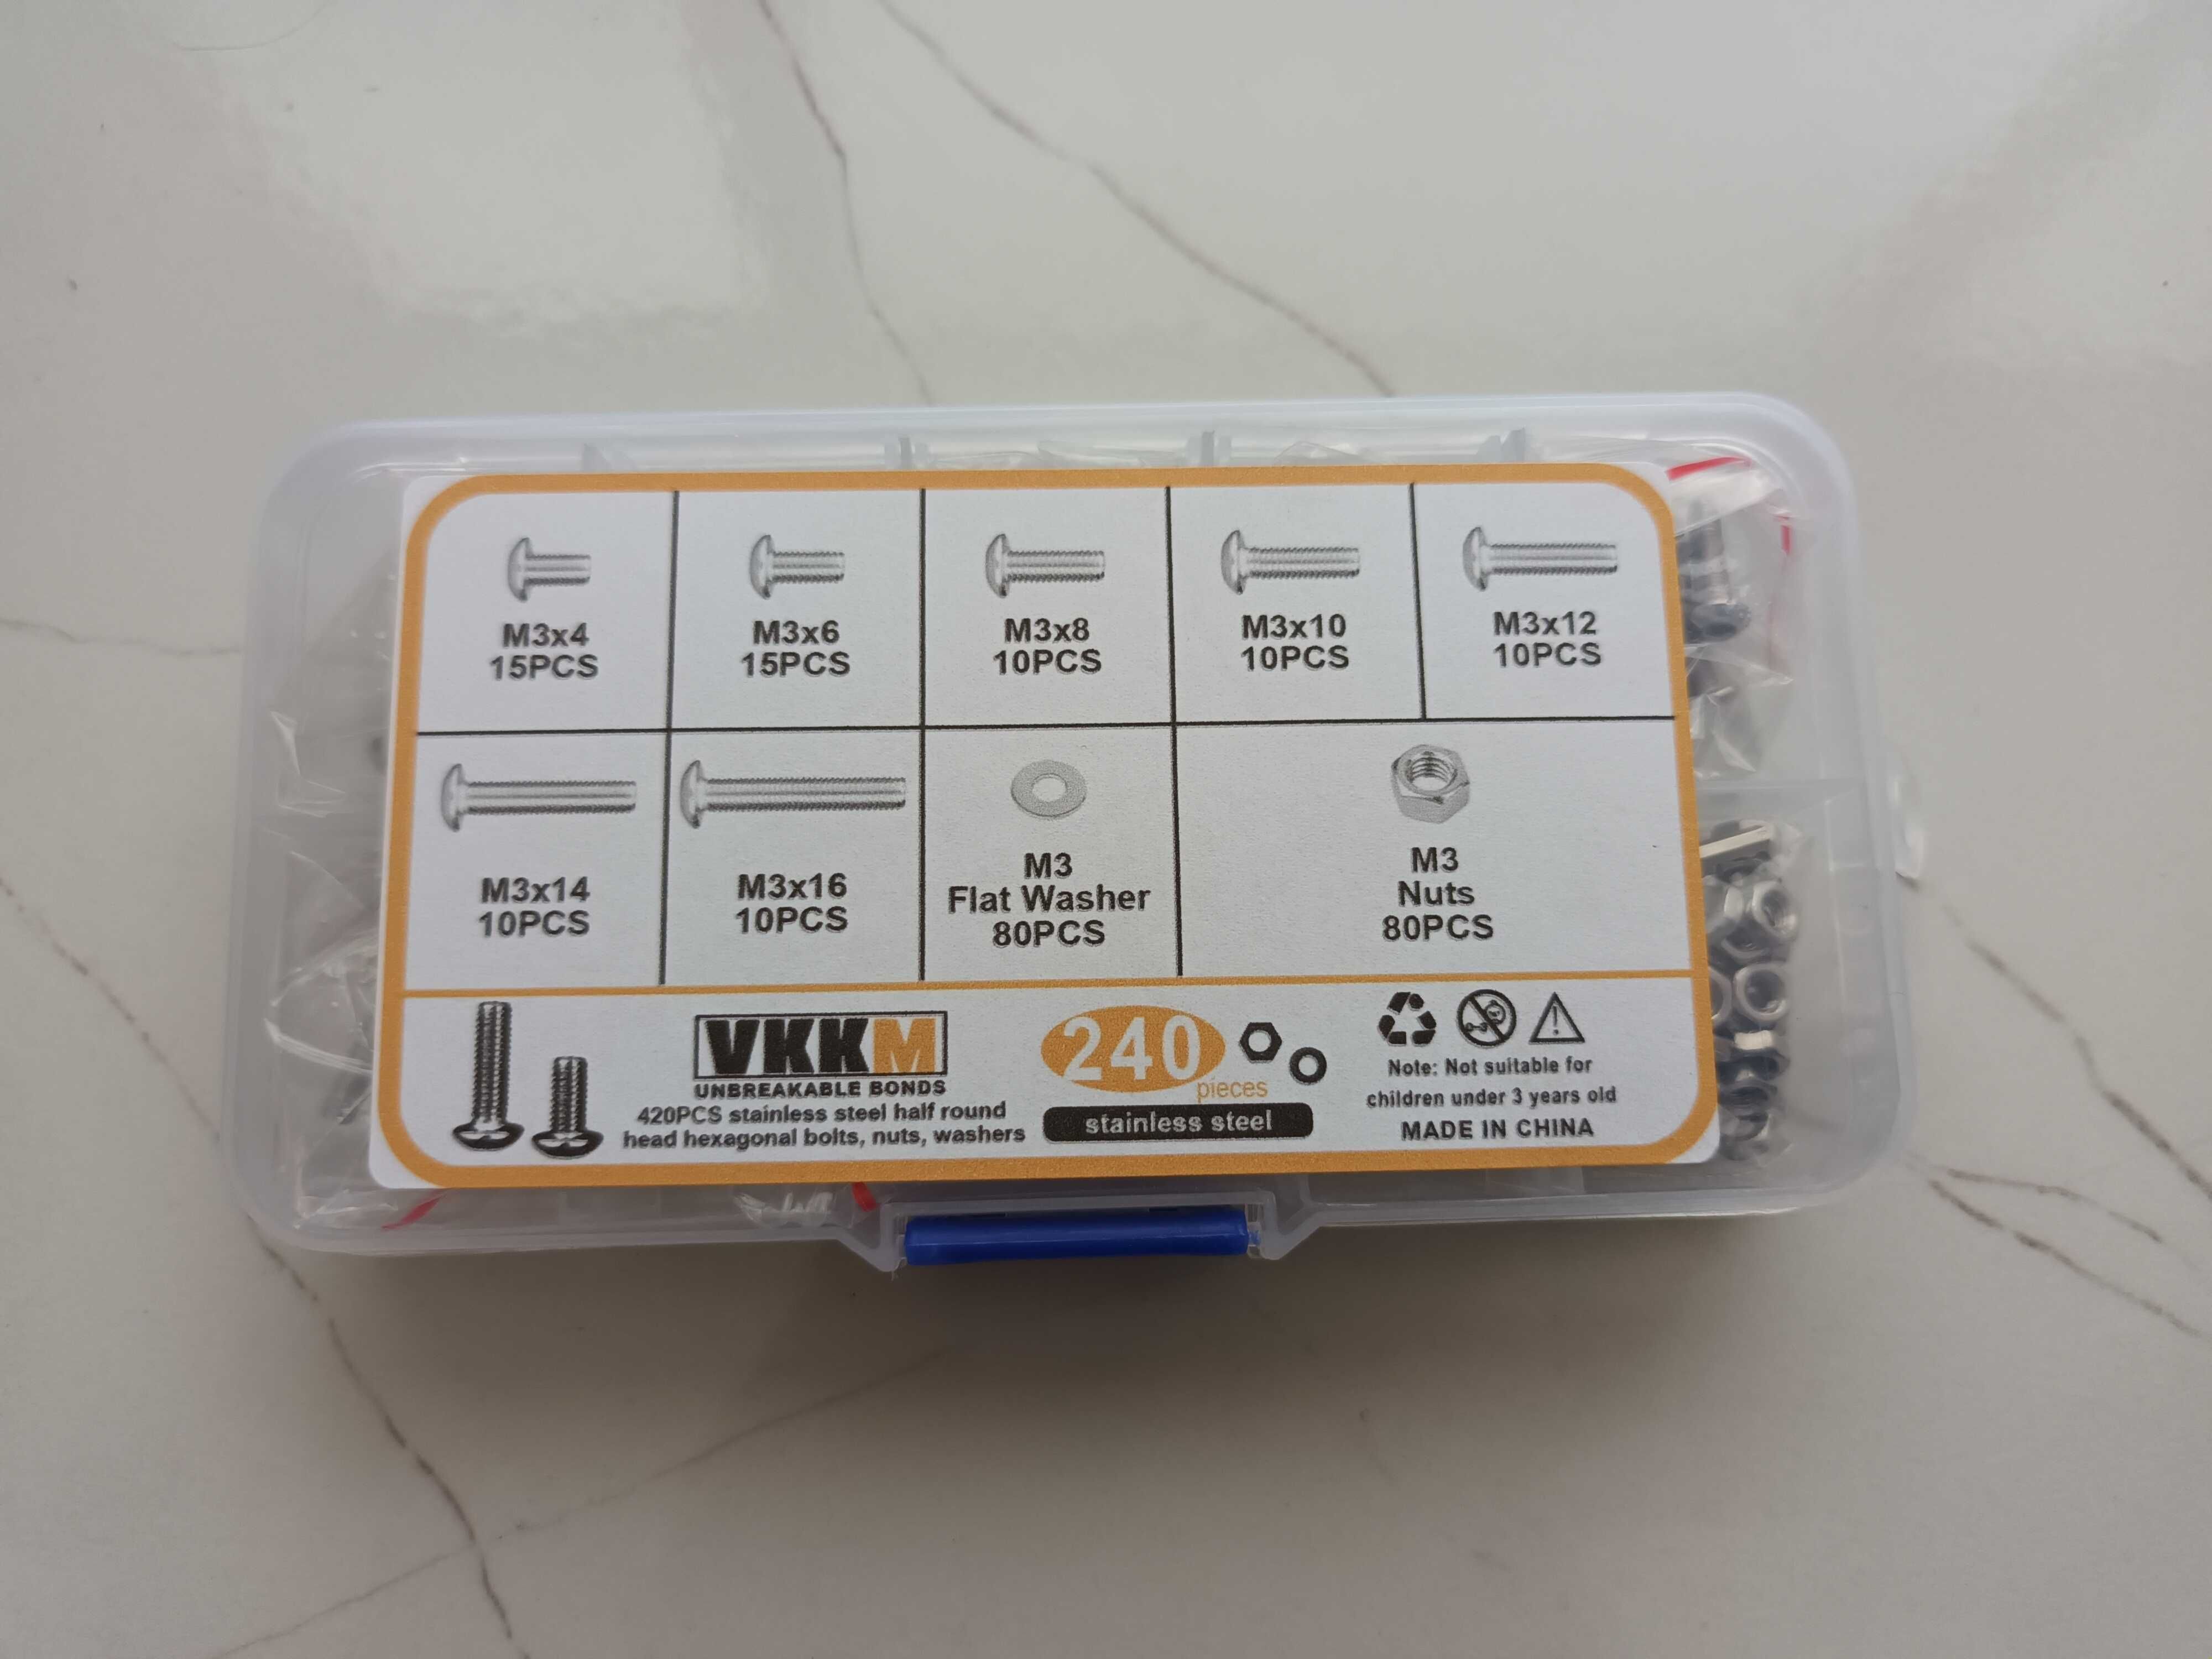 M3x4
15PCS
M3x6
15PCS
M3x8
10PCS
M3x10
10PCS
M3x12
10PCS
M3x14
10PCS
M3x16
10PCS
M3
Flat Washer
80PCS
M3
Nuts
80PCS
VKKM
UNBREAKABLE BONDS
420PCS stainless steel half round
head hexagonal bolts, nuts, washers
240
pieces
stainless steel
Note: Not suitable for
children under 3 years old
MADE IN CHINA